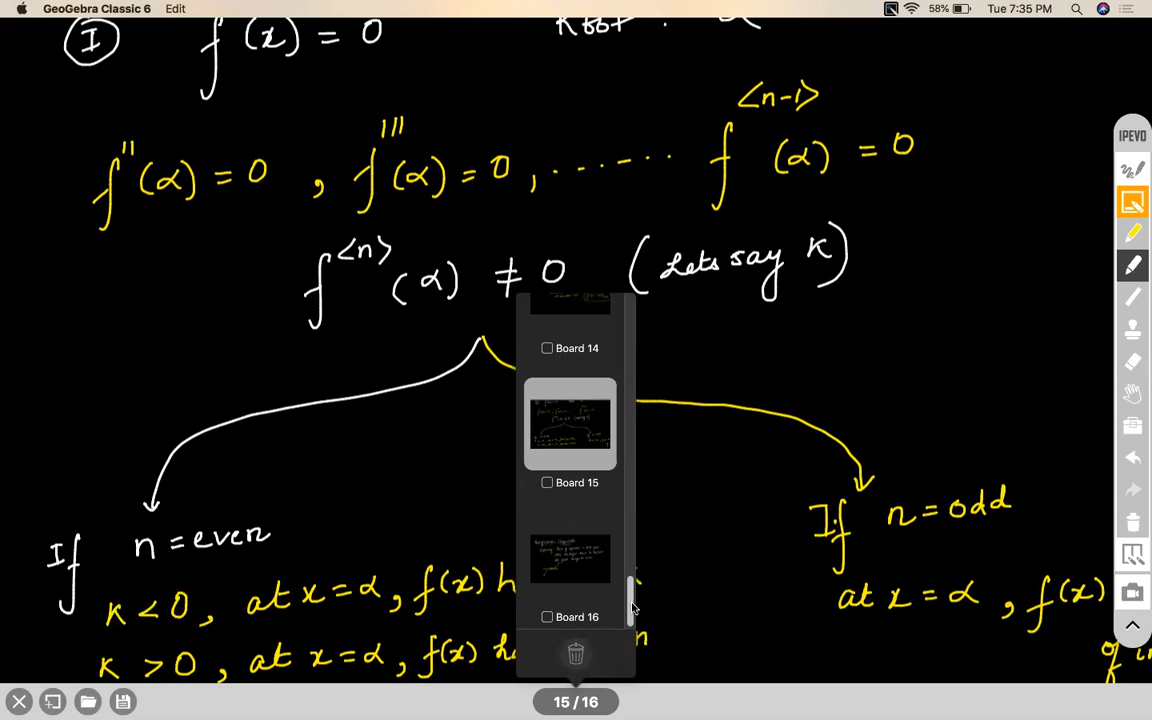 GeoGebra Classic 6 Edit 58% Tue 7:35 PM
I f(x) = 0
f''(α) = 0 , f'''(α) = 0 , ....... f<n-1>(α) = 0
f<n>(α) ≠ 0 (Lets say K)
IPEVO
Board 14
Board 15
Board 16
If n = even
K < 0 , at x = α , f(x) h
K > 0 , at x = α , f(x) ha
If n = odd
at x = α , f(x)
15 / 16